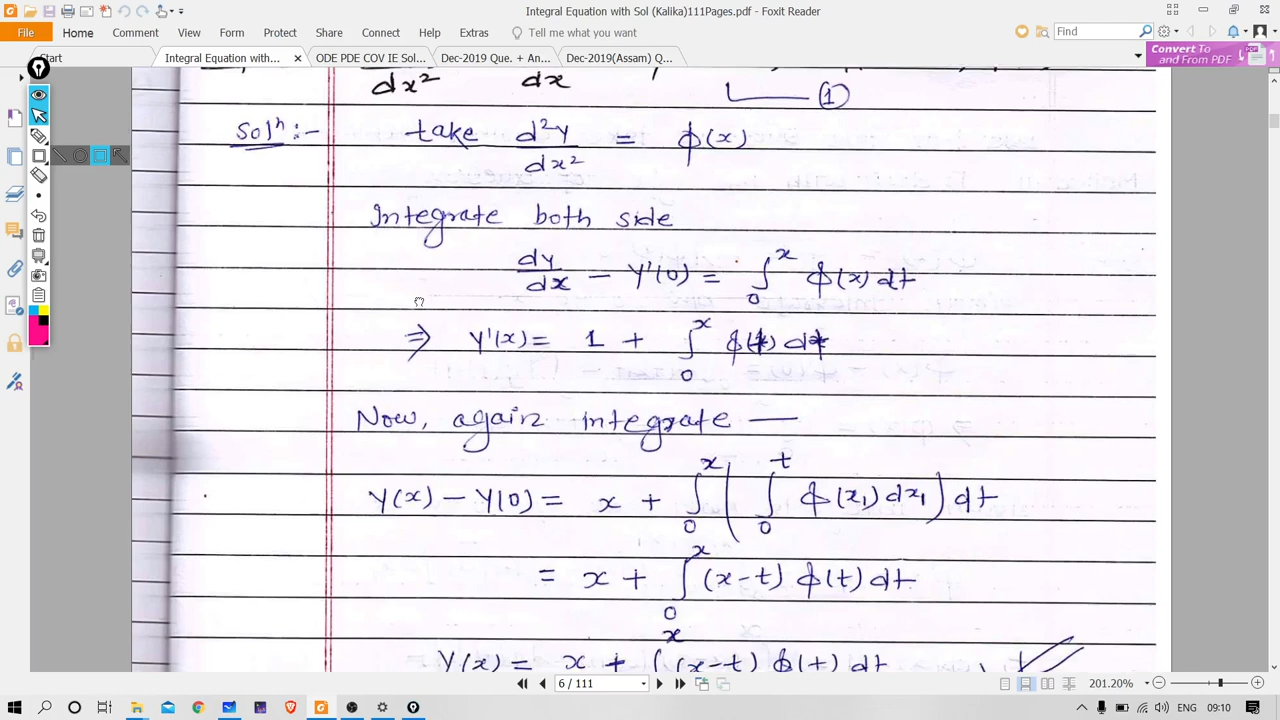 Integral Equation with Sol (Kalika)111Pages.pdf - Foxit Reader
File Home Comment View Form Protect Share Connect Help Extras Tell me what you want to do Find
Start Integral Equation with... ODE PDE COV IE Sol... Dec-2019 Que. + An... Dec-2019(Assam) Q... Convert To and From PDF
dx² dx (1)
Solⁿ :- take d²y/dx² = ϕ(x)
Integrate both side
dy/dx - y'(0) = ∫₀ˣ ϕ(x) dt
⇒ y'(x) = 1 + ∫₀ˣ ϕ(t) dt
Now, again integrate —
y(x) - y(0) = x + ∫₀ˣ ( ∫₀ᵗ ϕ(x₁) dx₁ ) dt
= x + ∫₀ˣ (x-t) ϕ(t) dt
y(x) = x + ∫ˣ (x-t) ϕ(t) dt
6 / 111 201.20%
ENG 09:10